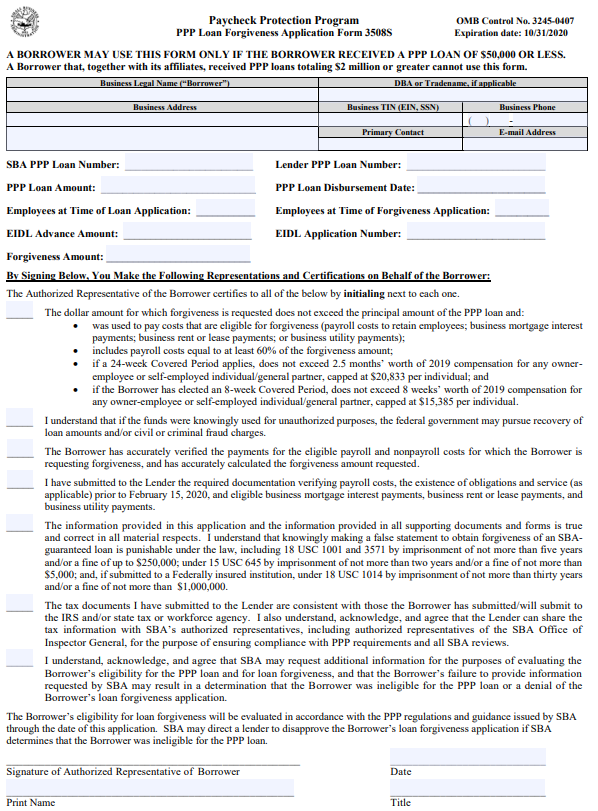 Paycheck Protection Program
OMB Control No. 3245-0407
PPP Loan Forgiveness Application Form 3508S
Expiration date: 10/31/2020
A BORROWER MAY USE THIS FORM ONLY IF THE BORROWER RECEIVED A PPP LOAN OF $50,000 OR LESS.
A Borrower that, together with its affiliates, received PPP loans totaling $2 million or greater cannot use this form.
Business Legal Name ("Borrower")
DBA or Tradename, if applicable
Business Address
Business TIN (EIN, SSN)
Business Phone
( ) -
Primary Contact
E-mail Address
SBA PPP Loan Number:
Lender PPP Loan Number:
PPP Loan Amount:
PPP Loan Disbursement Date:
Employees at Time of Loan Application:
Employees at Time of Forgiveness Application:
EIDL Advance Amount:
EIDL Application Number:
Forgiveness Amount:
By Signing Below, You Make the Following Representations and Certifications on Behalf of the Borrower:
The Authorized Representative of the Borrower certifies to all of the below by initialing next to each one.
The dollar amount for which forgiveness is requested does not exceed the principal amount of the PPP loan and:
• was used to pay costs that are eligible for forgiveness (payroll costs to retain employees; business mortgage interest
payments; business rent or lease payments; or business utility payments);
• includes payroll costs equal to at least 60% of the forgiveness amount;
• if a 24-week Covered Period applies, does not exceed 2.5 months' worth of 2019 compensation for any owner-
employee or self-employed individual/general partner, capped at $20,833 per individual; and
• if the Borrower has elected an 8-week Covered Period, does not exceed 8 weeks' worth of 2019 compensation for
any owner-employee or self-employed individual/general partner, capped at $15,385 per individual.
I understand that if the funds were knowingly used for unauthorized purposes, the federal government may pursue recovery of
loan amounts and/or civil or criminal fraud charges.
The Borrower has accurately verified the payments for the eligible payroll and nonpayroll costs for which the Borrower is
requesting forgiveness, and has accurately calculated the forgiveness amount requested.
I have submitted to the Lender the required documentation verifying payroll costs, the existence of obligations and service (as
applicable) prior to February 15, 2020, and eligible business mortgage interest payments, business rent or lease payments, and
business utility payments.
The information provided in this application and the information provided in all supporting documents and forms is true
and correct in all material respects. I understand that knowingly making a false statement to obtain forgiveness of an SBA-
guaranteed loan is punishable under the law, including 18 USC 1001 and 3571 by imprisonment of not more than five years
and/or a fine of up to $250,000; under 15 USC 645 by imprisonment of not more than two years and/or a fine of not more than
$5,000; and, if submitted to a Federally insured institution, under 18 USC 1014 by imprisonment of not more than thirty years
and/or a fine of not more than $1,000,000.
The tax documents I have submitted to the Lender are consistent with those the Borrower has submitted/will submit to
the IRS and/or state tax or workforce agency. I also understand, acknowledge, and agree that the Lender can share the
tax information with SBA's authorized representatives, including authorized representatives of the SBA Office of
Inspector General, for the purpose of ensuring compliance with PPP requirements and all SBA reviews.
I understand, acknowledge, and agree that SBA may request additional information for the purposes of evaluating the
Borrower's eligibility for the PPP loan and for loan forgiveness, and that the Borrower's failure to provide information
requested by SBA may result in a determination that the Borrower was ineligible for the PPP loan or a denial of the
Borrower's loan forgiveness application.
The Borrower's eligibility for loan forgiveness will be evaluated in accordance with the PPP regulations and guidance issued by SBA
through the date of this application. SBA may direct a lender to disapprove the Borrower's loan forgiveness application if SBA
determines that the Borrower was ineligible for the PPP loan.
Signature of Authorized Representative of Borrower
Date
Print Name
Title